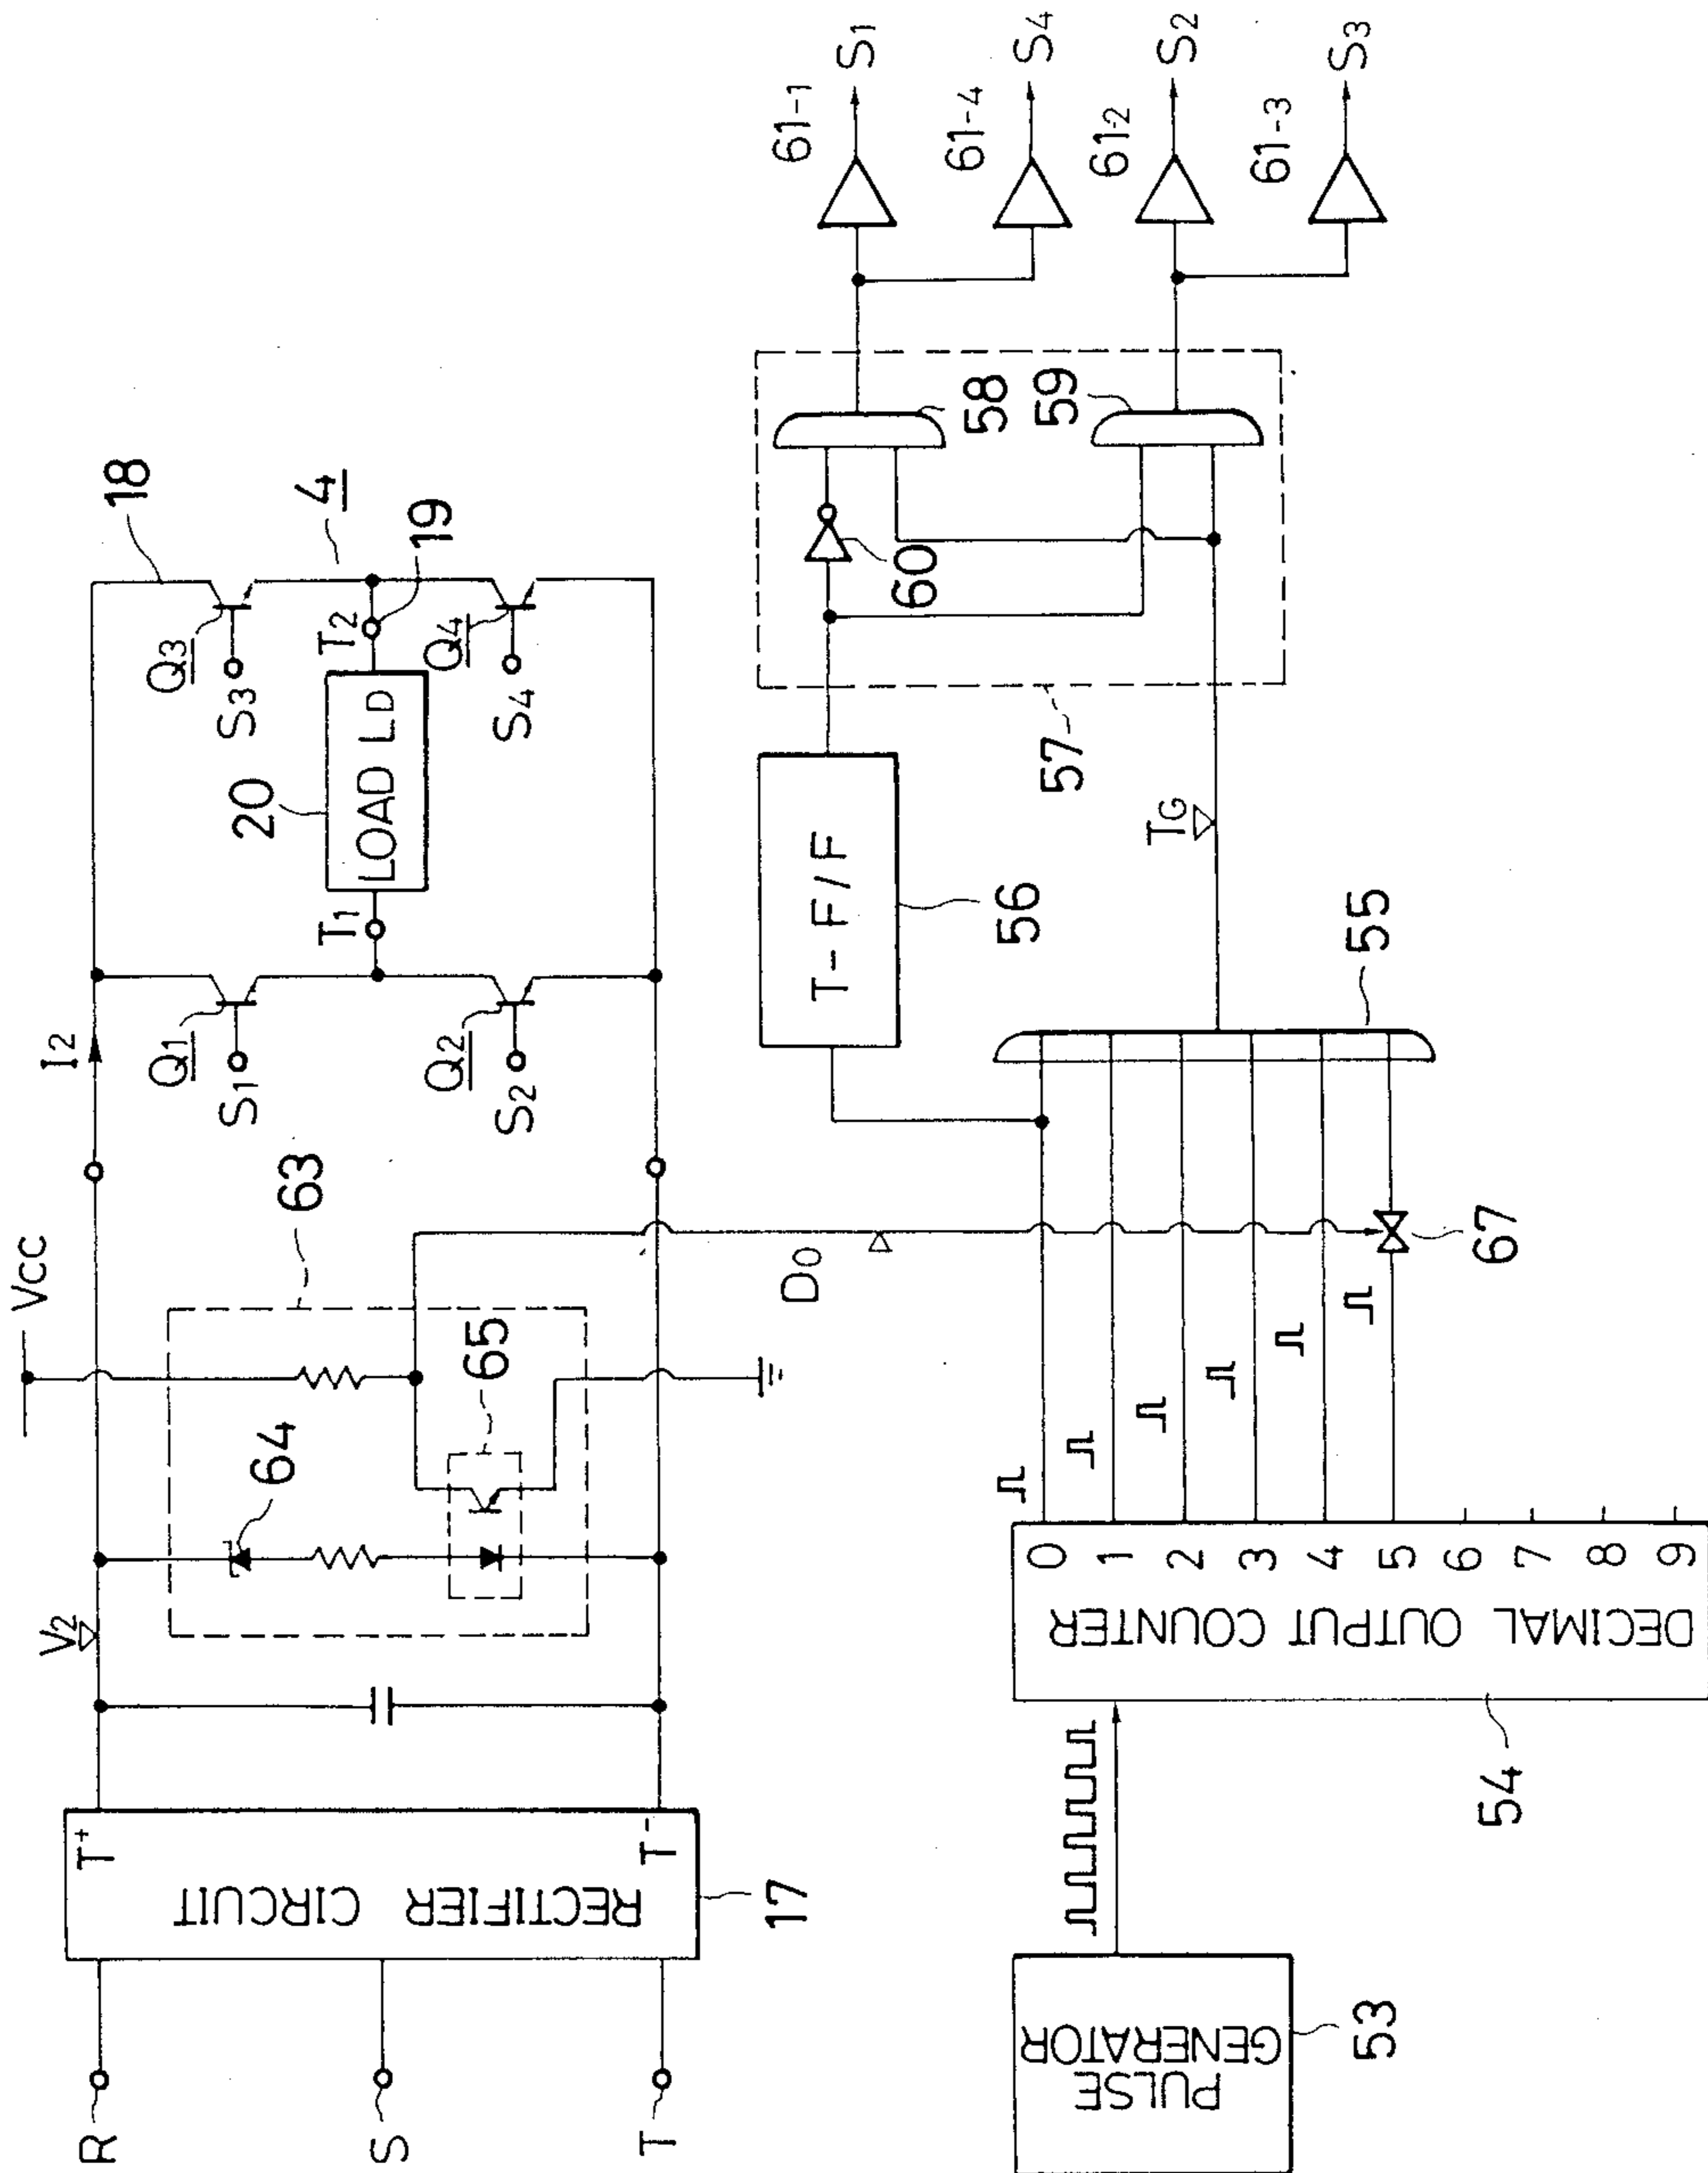 R
S
T
T+
T-
RECTIFIER CIRCUIT
17
V2
VCC
63
64
65
I2
Q1
S1
Q2
S2
T1
LOAD LD
20
T2
19
Q3
S3
Q4
S4
18
4
D0
PULSE
GENERATOR
53
DECIMAL OUTPUT COUNTER
0
1
2
3
4
5
6
7
8
9
54
67
55
T-F/F
56
TG
57
60
58
59
61-1
S1
61-4
S4
61-2
S2
61-3
S3